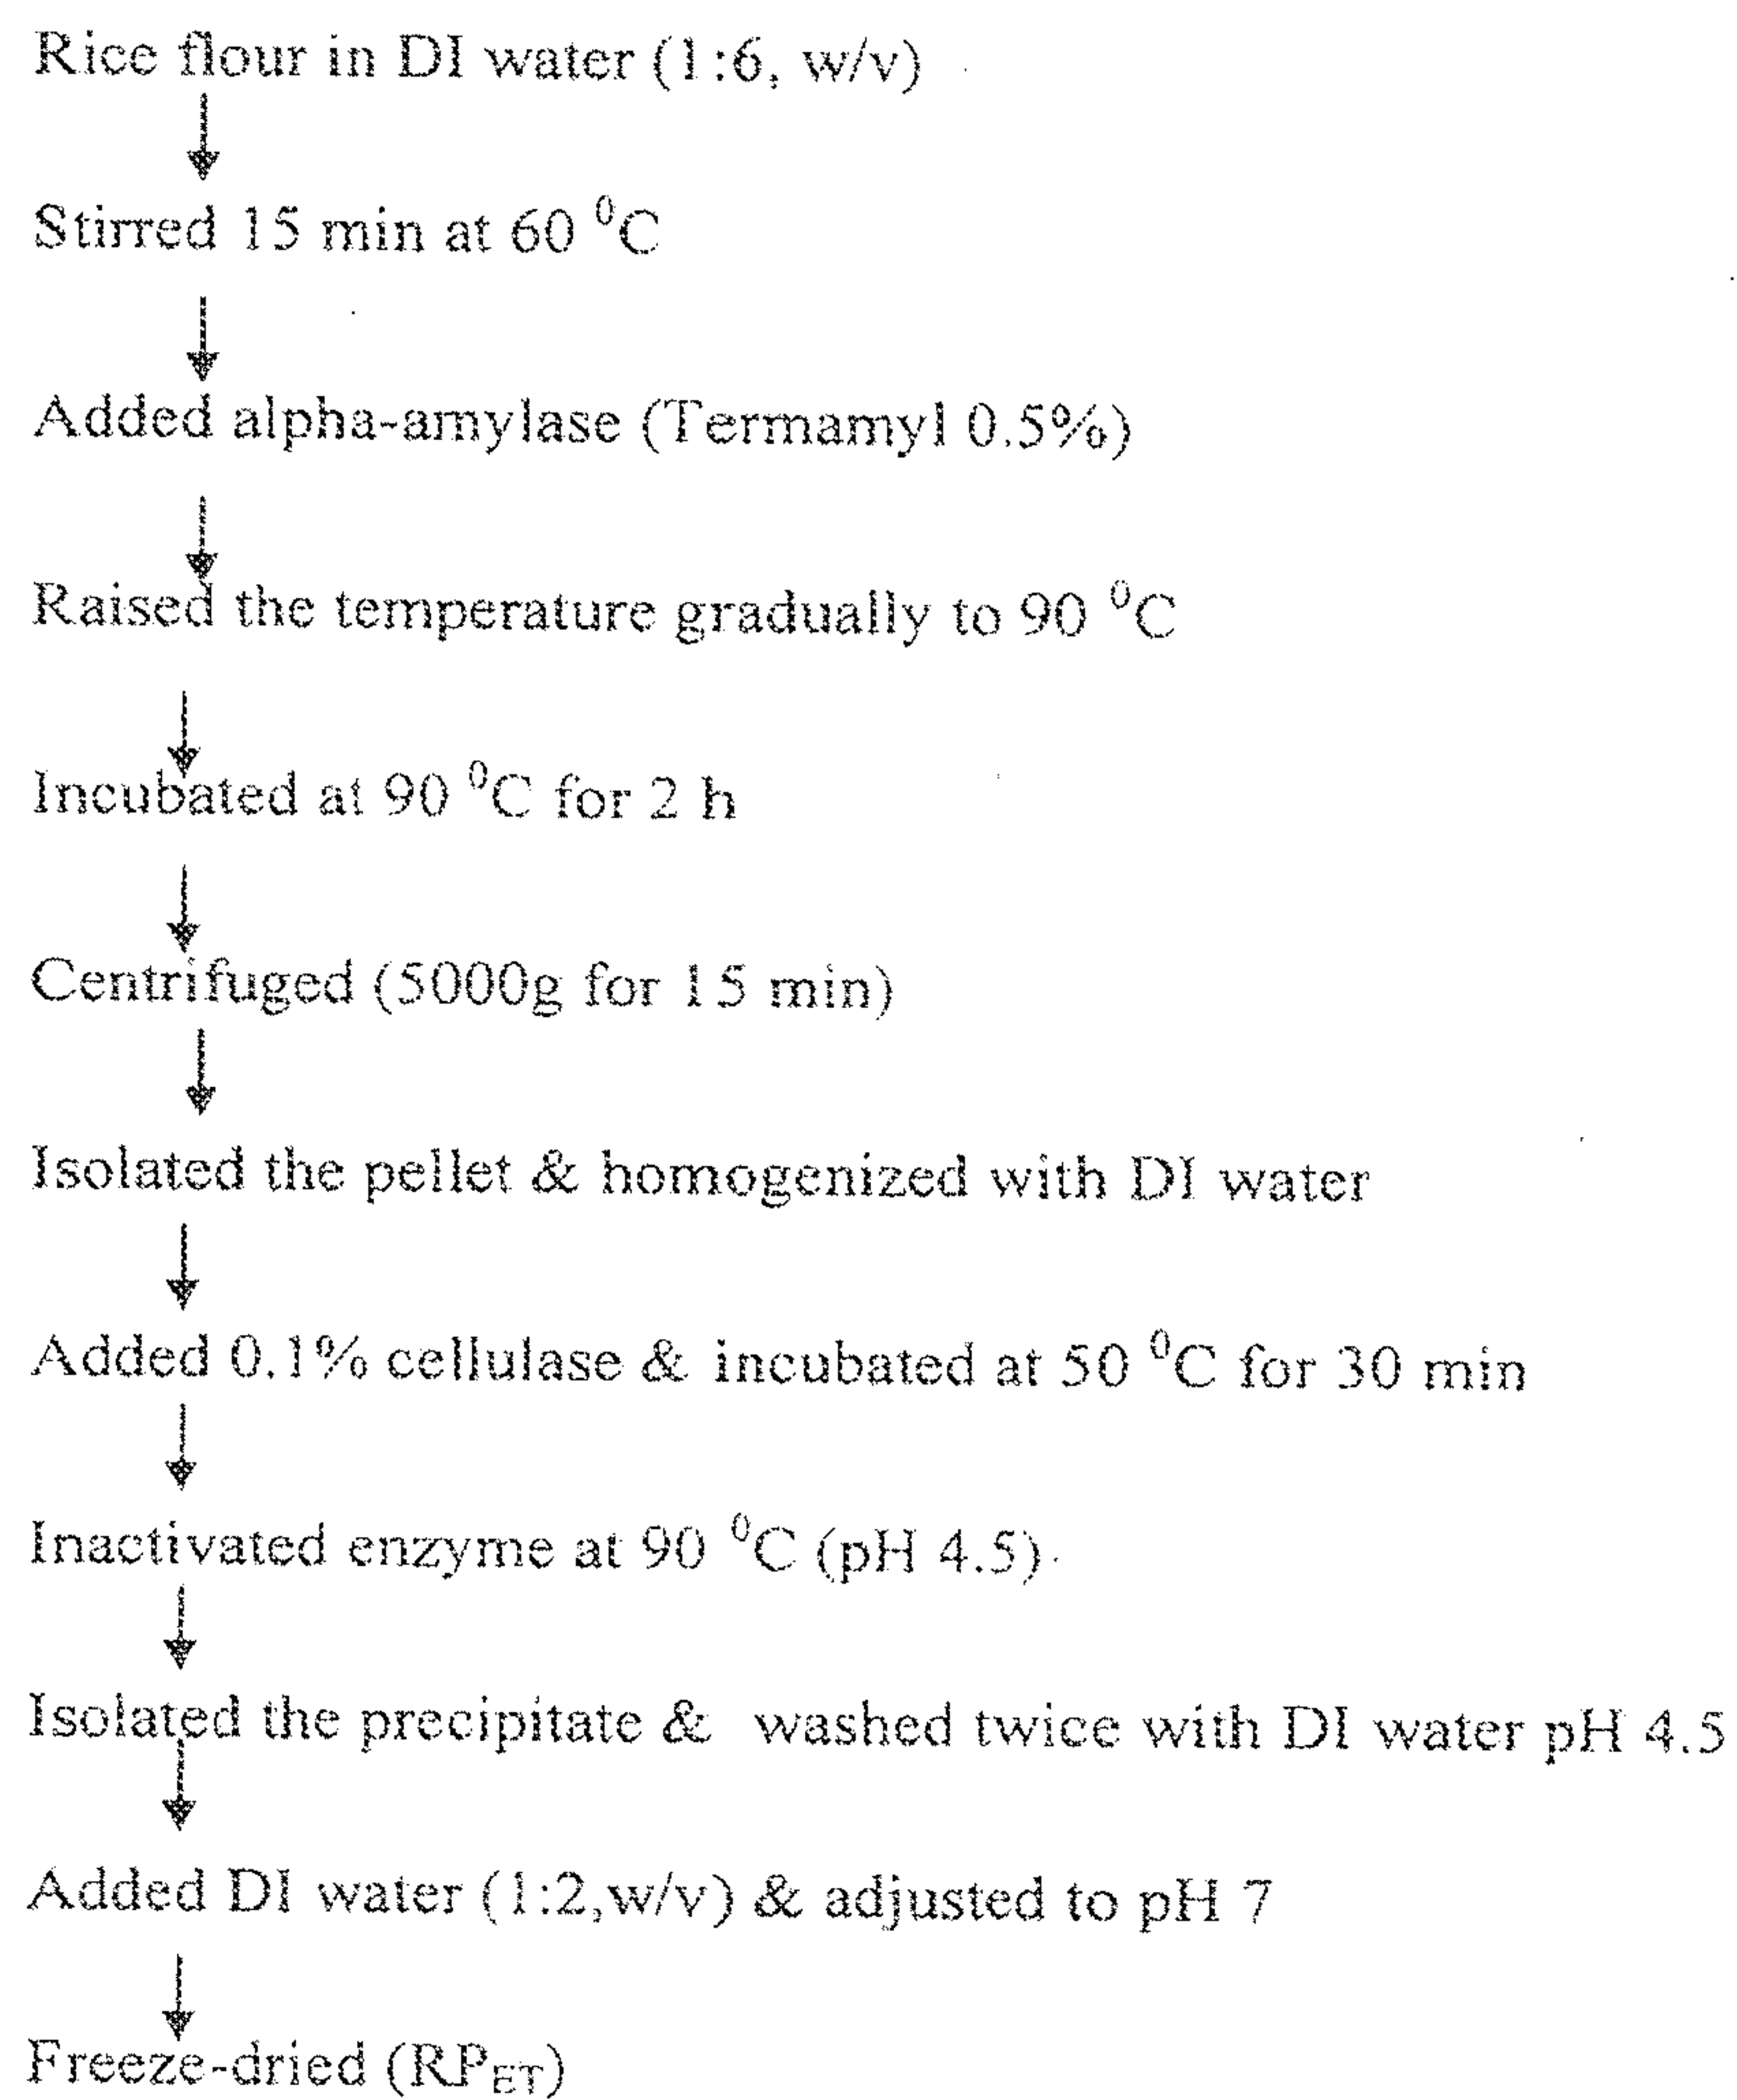 Rice flour in DI water (1:6, w/v)
Stirred 15 min at 60 ⁰C
Added alpha-amylase (Termamyl 0.5%)
Raised the temperature gradually to 90 ⁰C
Incubated at 90 ⁰C for 2 h
Centrifuged (5000g for 15 min)
Isolated the pellet & homogenized with DI water
Added 0.1% cellulase & incubated at 50 ⁰C for 30 min
Inactivated enzyme at 90 ⁰C (pH 4.5)
Isolated the precipitate & washed twice with DI water pH 4.5
Added DI water (1:2,w/v) & adjusted to pH 7
Freeze-dried (RPET)